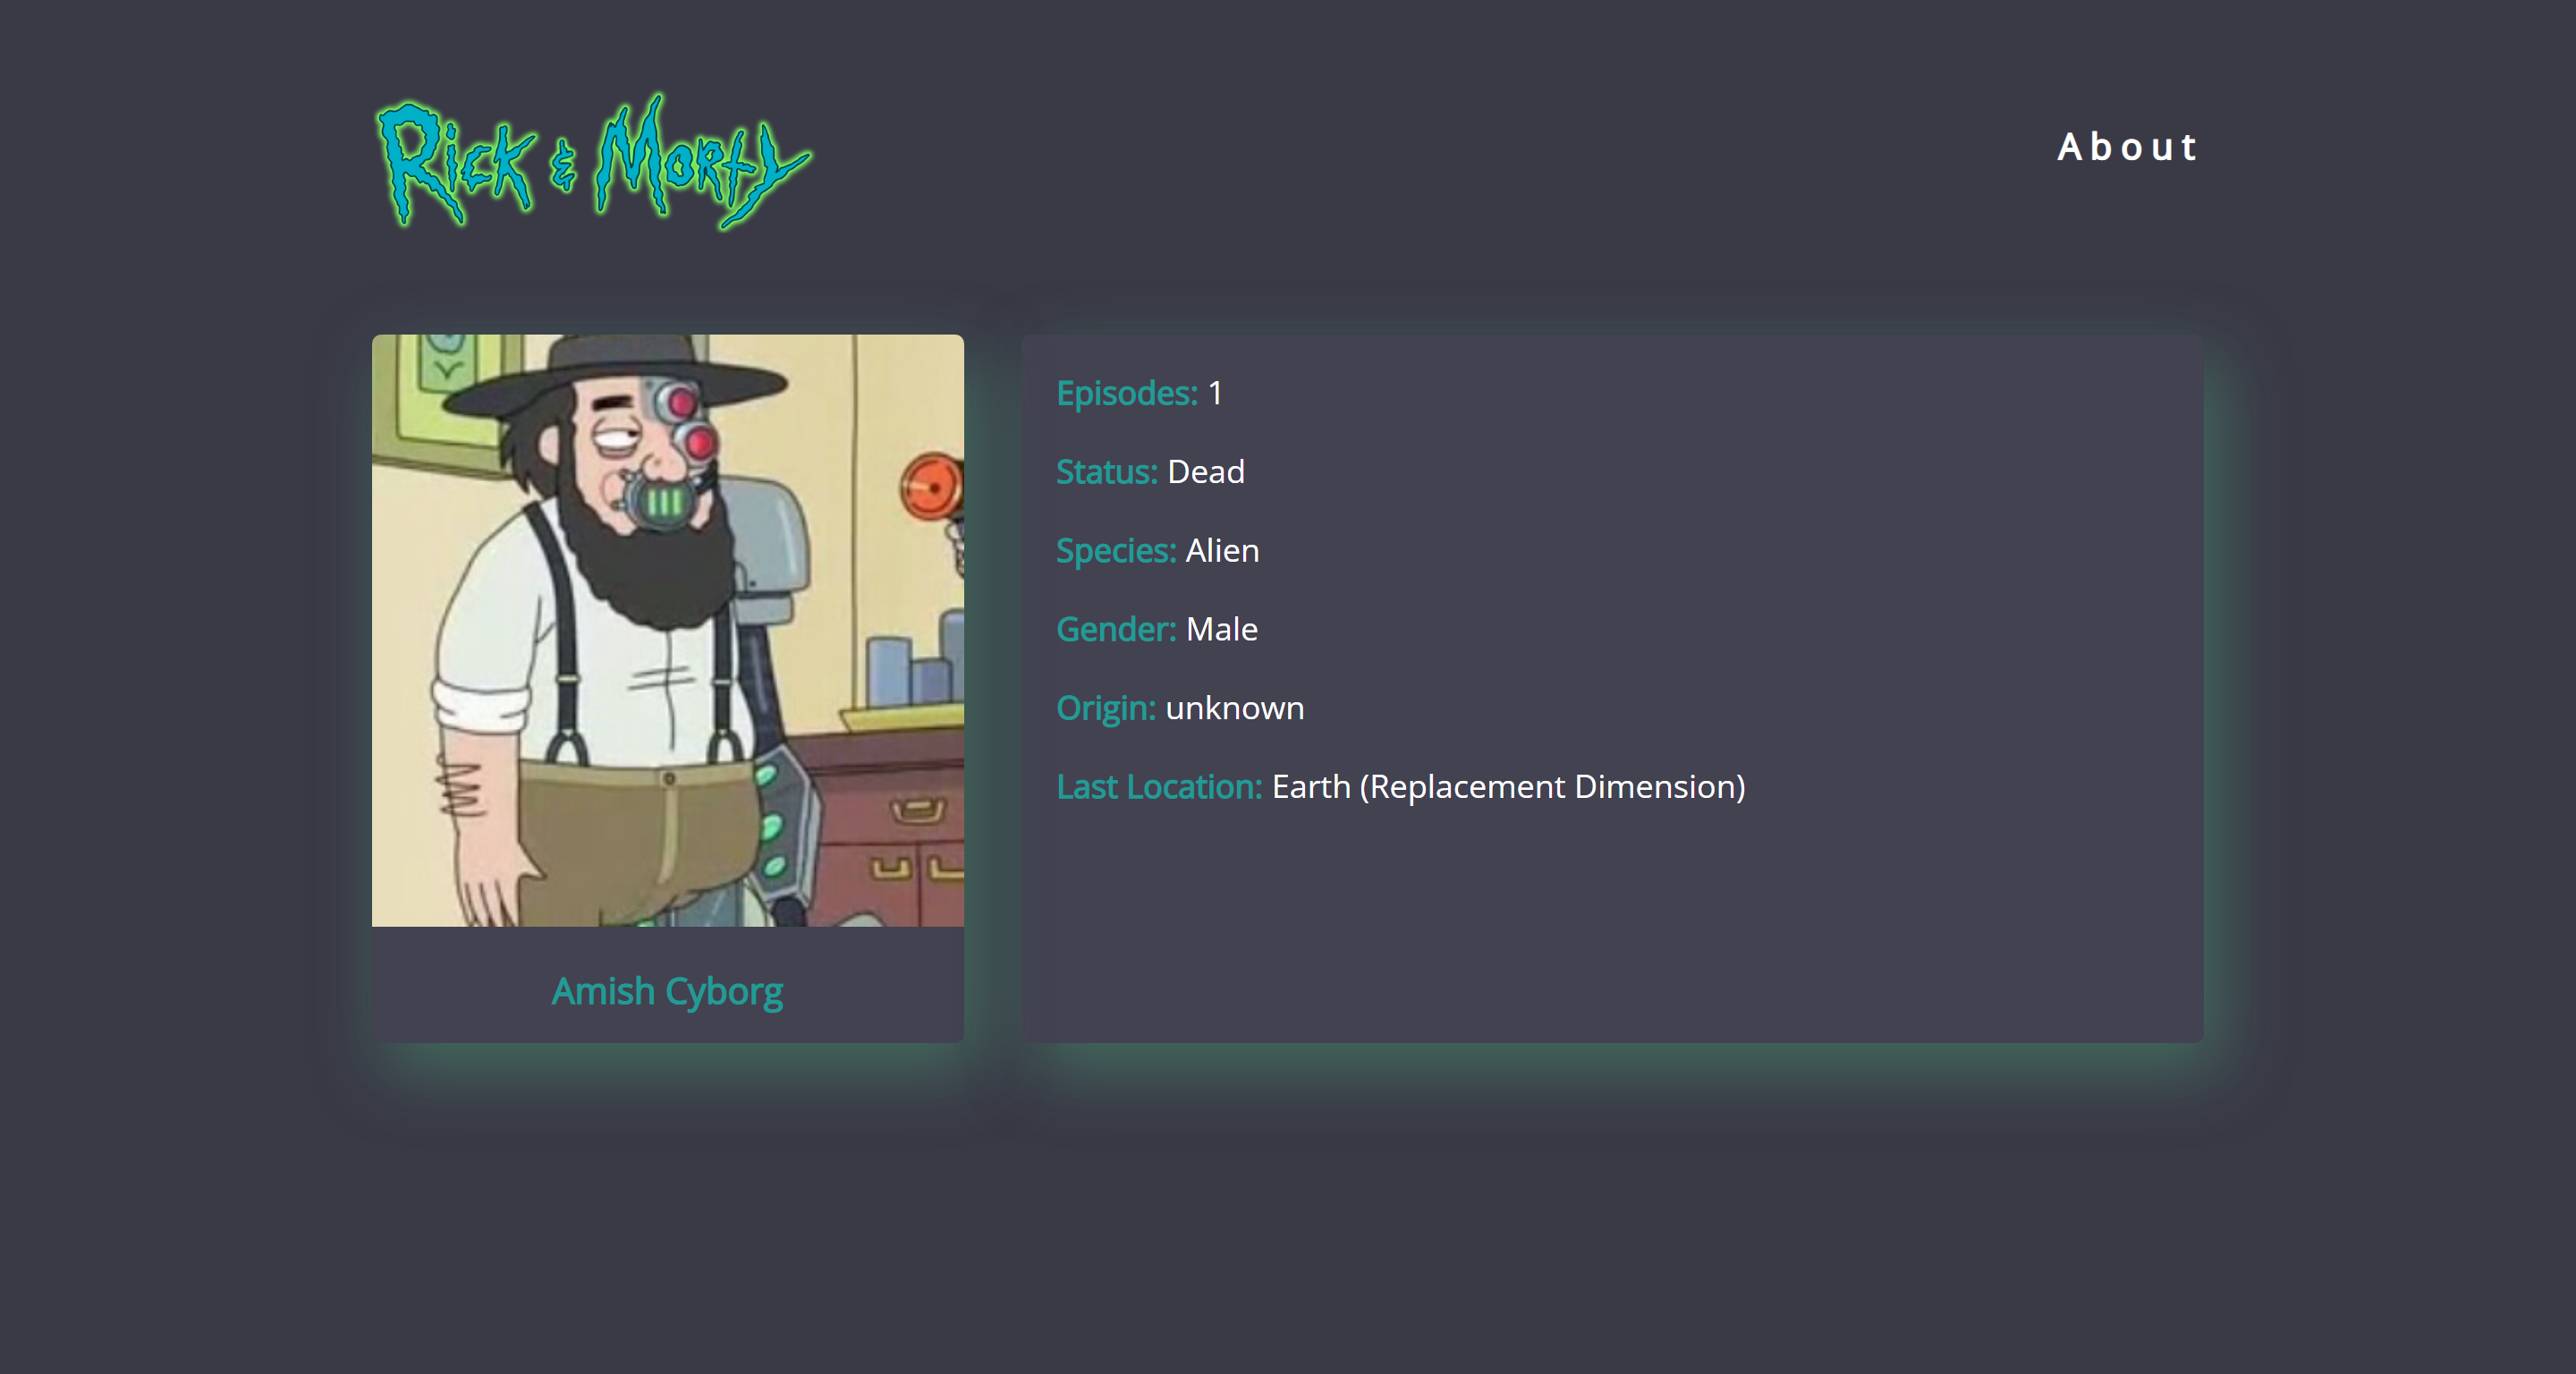 Rick & Morty
About
Episodes: 1
Status: Dead
Species: Alien
Gender: Male
Origin: unknown
Last Location: Earth (Replacement Dimension)
Amish Cyborg